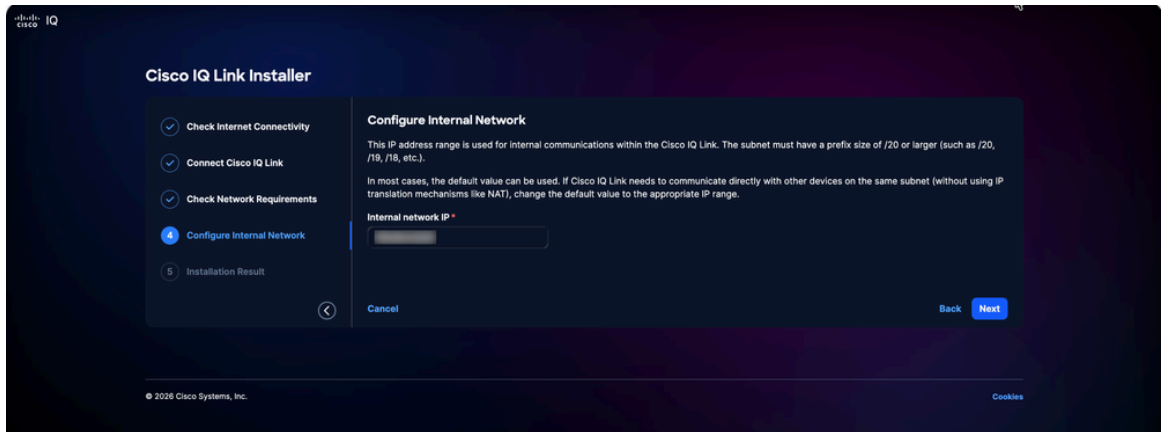 cisco IQ
Cisco IQ Link Installer
Check Internet Connectivity
Connect Cisco IQ Link
Check Network Requirements
4 Configure Internal Network
5 Installation Result
Configure Internal Network
This IP address range is used for internal communications within the Cisco IQ Link. The subnet must have a prefix size of /20 or larger (such as /20,
/19, /18, etc.).
In most cases, the default value can be used. If Cisco IQ Link needs to communicate directly with other devices on the same subnet (without using IP
translation mechanisms like NAT), change the default value to the appropriate IP range.
Internal network IP *
Cancel
Back Next
© 2026 Cisco Systems, Inc.
Cookies